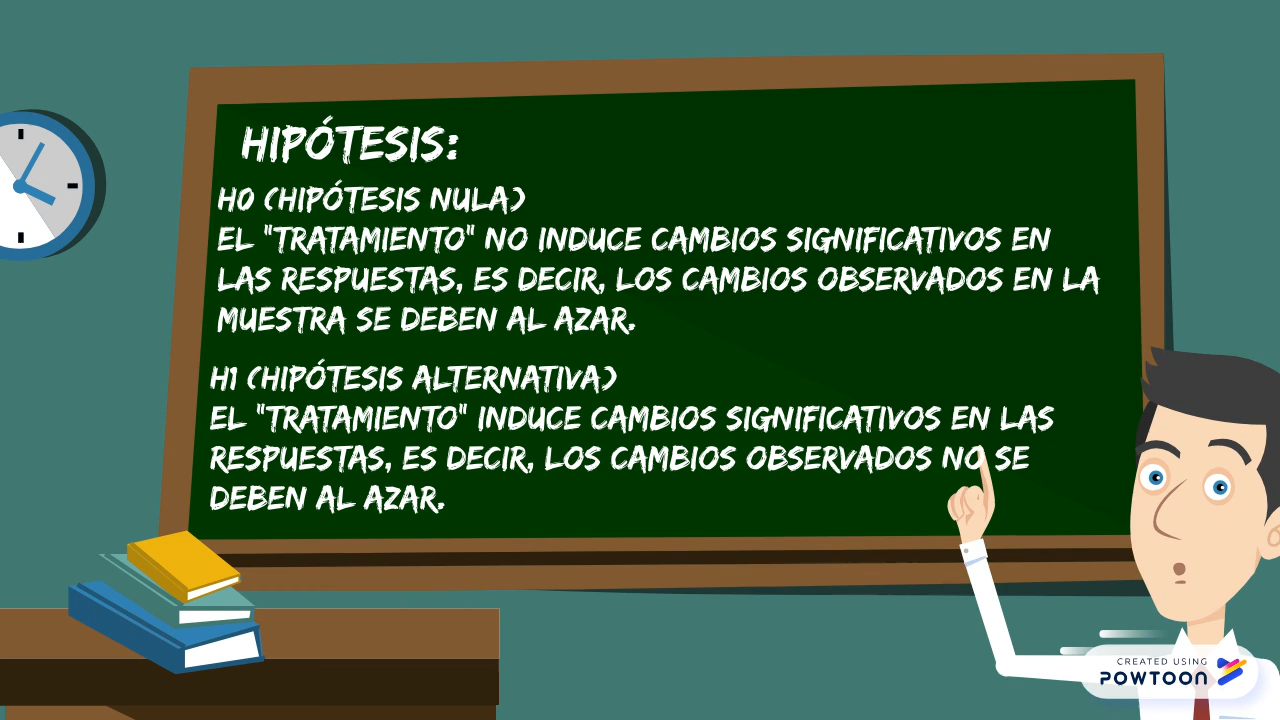 HIPÓTESIS:
H0 (HIPÓTESIS NULA)
EL "TRATAMIENTO" NO INDUCE CAMBIOS SIGNIFICATIVOS EN
LAS RESPUESTAS, ES DECIR, LOS CAMBIOS OBSERVADOS EN LA
MUESTRA SE DEBEN AL AZAR.
H1 (HIPÓTESIS ALTERNATIVA)
EL "TRATAMIENTO" INDUCE CAMBIOS SIGNIFICATIVOS EN LAS
RESPUESTAS, ES DECIR, LOS CAMBIOS OBSERVADOS NO SE
DEBEN AL AZAR.
CREATED USING
POWTOON